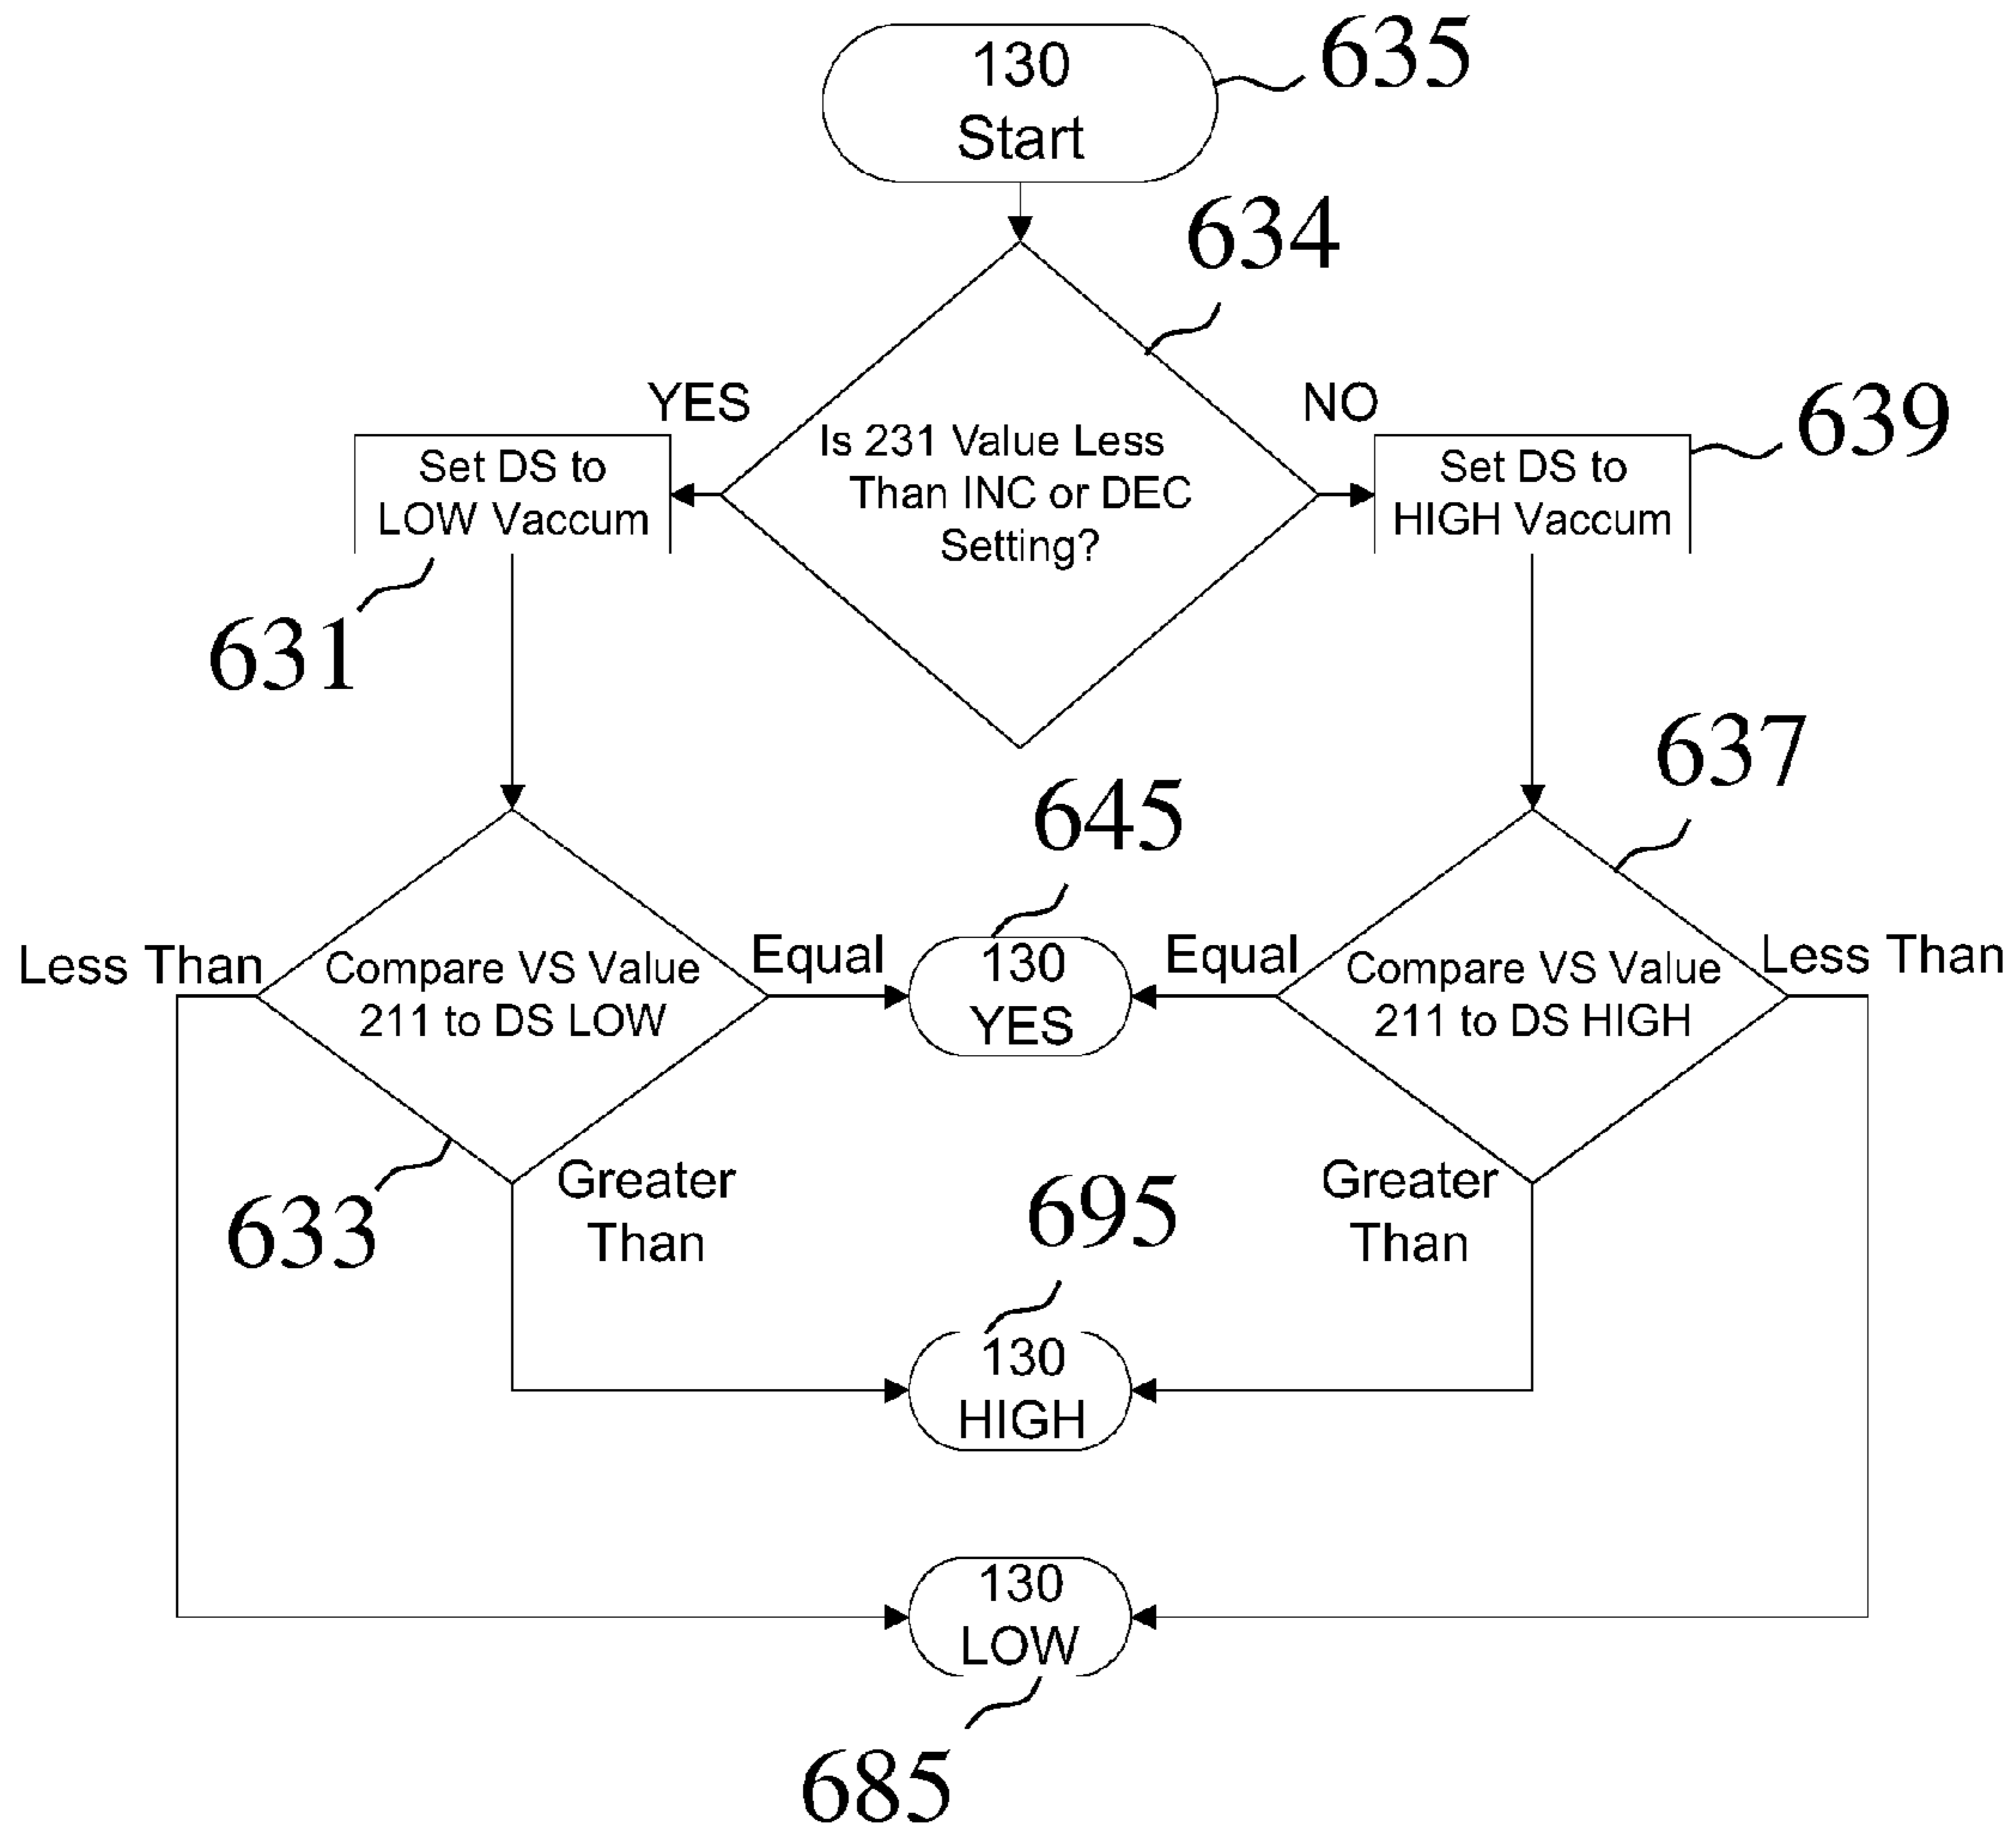 130
Start
635
634
YES
NO
Is 231 Value Less
Than INC or DEC
Setting?
Set DS to
LOW Vaccum
631
Set DS to
HIGH Vaccum
639
637
645
Less Than
Compare VS Value
211 to DS LOW
Equal
130
YES
Equal
Compare VS Value
211 to DS HIGH
Less Than
633
Greater
Than
695
Greater
Than
130
HIGH
130
LOW
685